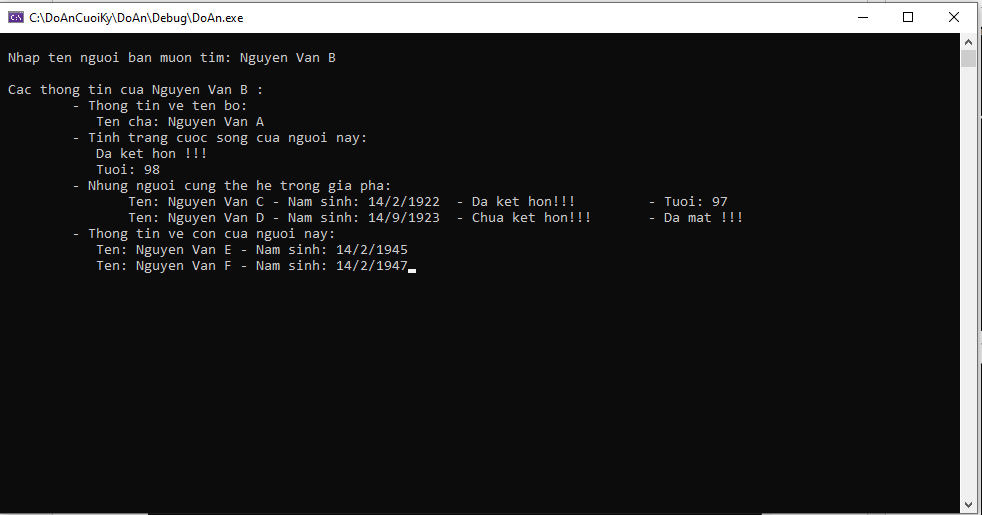 C:\DoAnCuoiKy\DoAn\Debug\DoAn.exe
Nhap ten nguoi ban muon tim: Nguyen Van B
Cac thong tin cua Nguyen Van B :
- Thong tin ve ten bo:
Ten cha: Nguyen Van A
- Tinh trang cuoc song cua nguoi nay:
Da ket hon !!!
Tuoi: 98
- Nhung nguoi cung the he trong gia pha:
Ten: Nguyen Van C - Nam sinh: 14/2/1922 - Da ket hon!!! - Tuoi: 97
Ten: Nguyen Van D - Nam sinh: 14/9/1923 - Chua ket hon!!! - Da mat !!!
- Thong tin ve con cua nguoi nay:
Ten: Nguyen Van E - Nam sinh: 14/2/1945
Ten: Nguyen Van F - Nam sinh: 14/2/1947